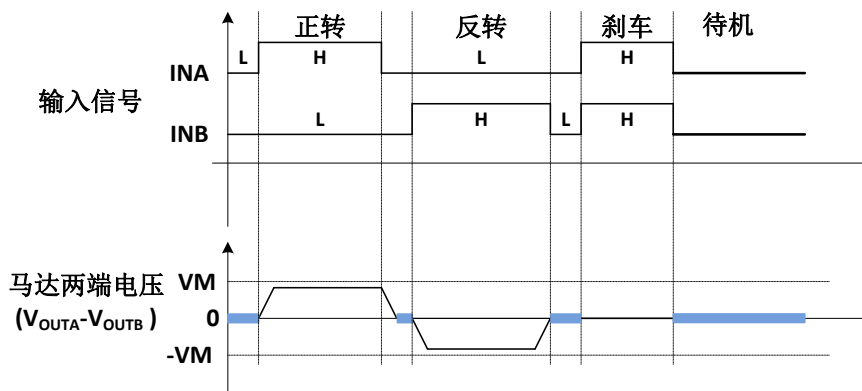 正转 反转 刹车 待机
L H L H
INA
输入信号
INB
L H L H
马达两端电压 VM
(VOUTA-VOUTB) 0
-VM